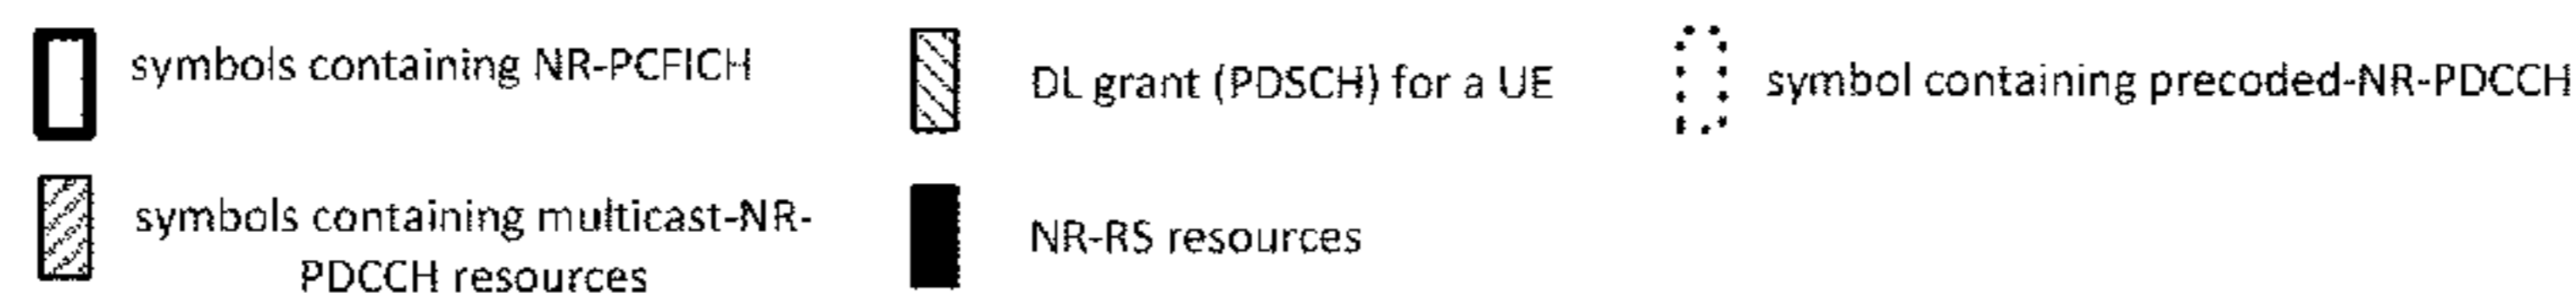 symbols containing NR-PCFICH
DL grant (PDSCH) for a UE
symbol containing precoded-NR-PDCCH
symbols containing multicast-NR-
PDCCH resources
NR-RS resources